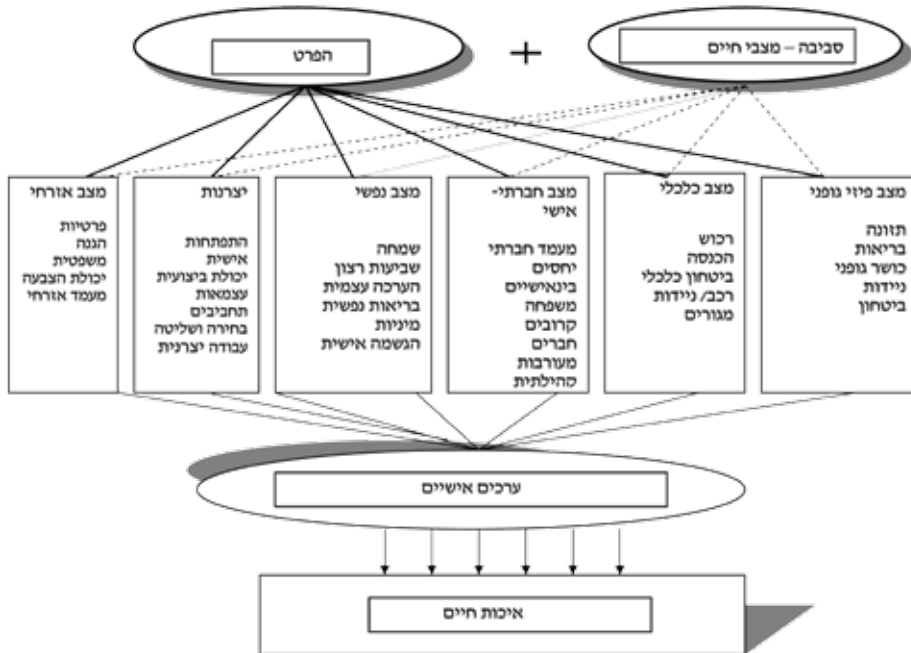 סביבה – מצבי חיים
+
הפרט
מצב פיזי גופני
תזונה
בריאות
כושר גופני
ניידות
ביטחון
מצב כלכלי
רכוש
הכנסה
ביטחון כלכלי
רכב/ ניידות
מגורים
מצב חברתי-
אישי
מעמד חברתי
יחסים
בינאישיים
משפחה
קרובים
חברים
מעורבות
קהילתית
מצב נפשי
שמחה
שביעות רצון
הערכה עצמית
בריאות נפשית
מיניות
הגשמה אישית
יצרנות
התפתחות
אישית
יכולת ביצועית
עצמאות
תחביבים
בחירה ושליטה
עבודה יצרנית
מצב אזרחי
פרטיות
הגנה
משפטית
יכולת הצבעה
מעמד אזרחי
ערכים אישיים
איכות חיים